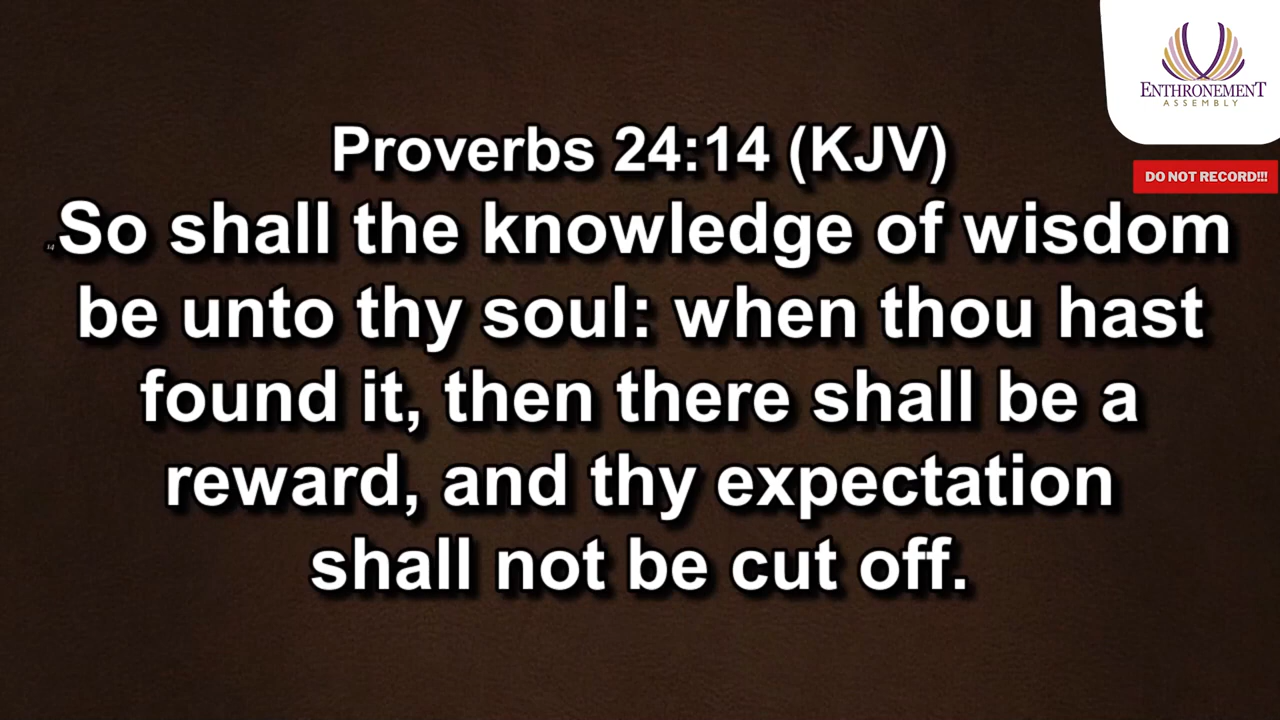 ENTHRONEMENT
ASSEMBLY
DO NOT RECORD!!!
Proverbs 24:14 (KJV)
14 So shall the knowledge of wisdom
be unto thy soul: when thou hast
found it, then there shall be a
reward, and thy expectation
shall not be cut off.